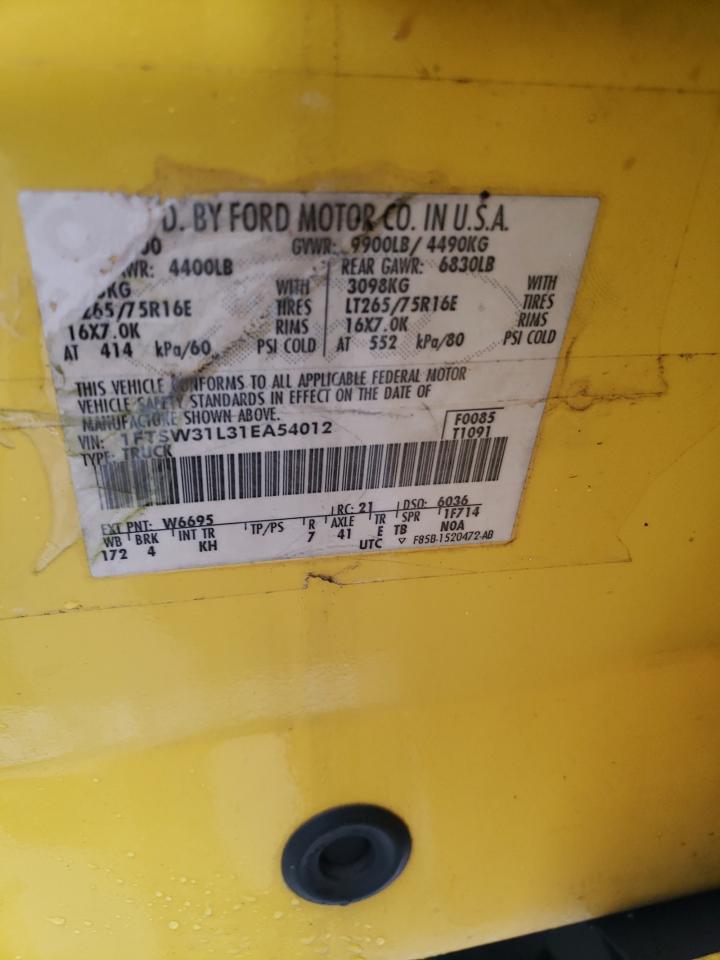 D. BY FORD MOTOR CO. IN U.S.A.
00 GVWR: 9900LB/ 4490KG
AWR: 4400LB REAR GAWR: 6830LB
KG WITH 3098KG WITH
265/75R16E TIRES LT265/75R16E TIRES
16X7.0K RIMS 16X7.0K RIMS
AT 414 kPa/60 PSI COLD AT 552 kPa/80 PSI COLD
THIS VEHICLE CONFORMS TO ALL APPLICABLE FEDERAL MOTOR
VEHICLE SAFETY STANDARDS IN EFFECT ON THE DATE OF
MANUFACTURE SHOWN ABOVE.
VIN: 1FTSW31L31EA54012 F0085
TYPE: TRUCK T1091
EXT PNT: W6695 RC: 21 DSO: 6036
WB BRK INT TR TP/PS R AXLE TR SPR 1F714
172 4 KH 7 41 E TB N0A
UTC F85B-1520472-AB